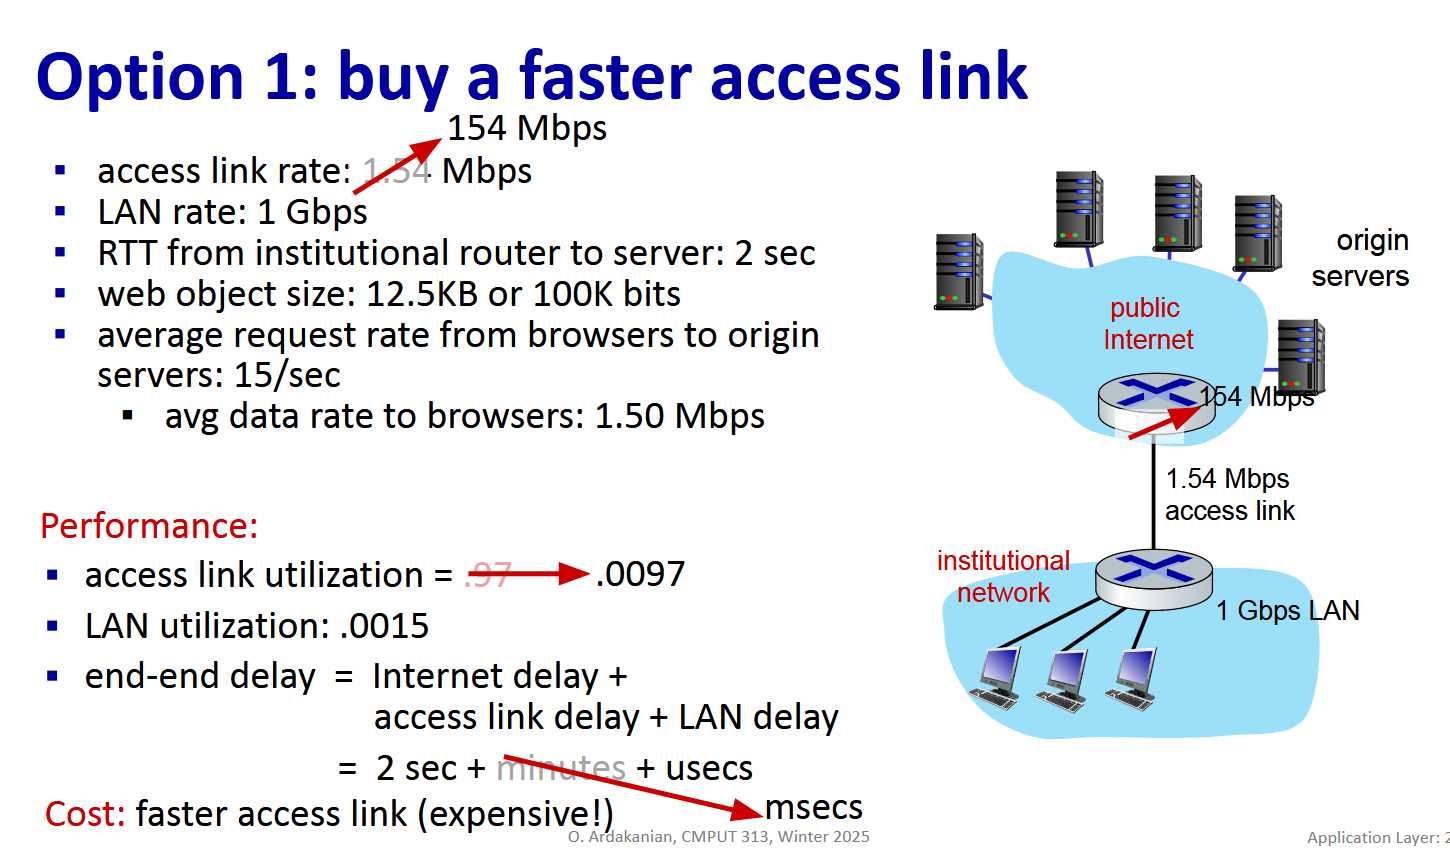 Option 1: buy a faster access link
154 Mbps
▪ access link rate: 1.54 Mbps
▪ LAN rate: 1 Gbps
▪ RTT from institutional router to server: 2 sec
▪ web object size: 12.5KB or 100K bits
▪ average request rate from browsers to origin
servers: 15/sec
▪ avg data rate to browsers: 1.50 Mbps
Performance:
▪ access link utilization = .97 .0097
▪ LAN utilization: .0015
▪ end-end delay = Internet delay +
access link delay + LAN delay
= 2 sec + minutes + usecs
msecs
Cost: faster access link (expensive!)
origin
servers
public
Internet
154 Mbps
1.54 Mbps
access link
institutional
network
1 Gbps LAN
O. Ardakanian, CMPUT 313, Winter 2025
Application Layer: 2